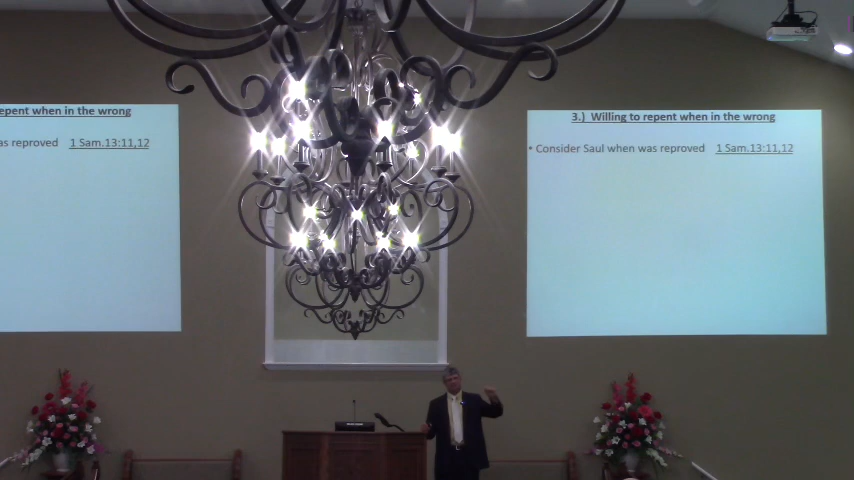 epent when in the wrong
as reproved 1 Sam.13:11,12
3.) Willing to repent when in the wrong
• Consider Saul when was reproved 1 Sam.13:11,12